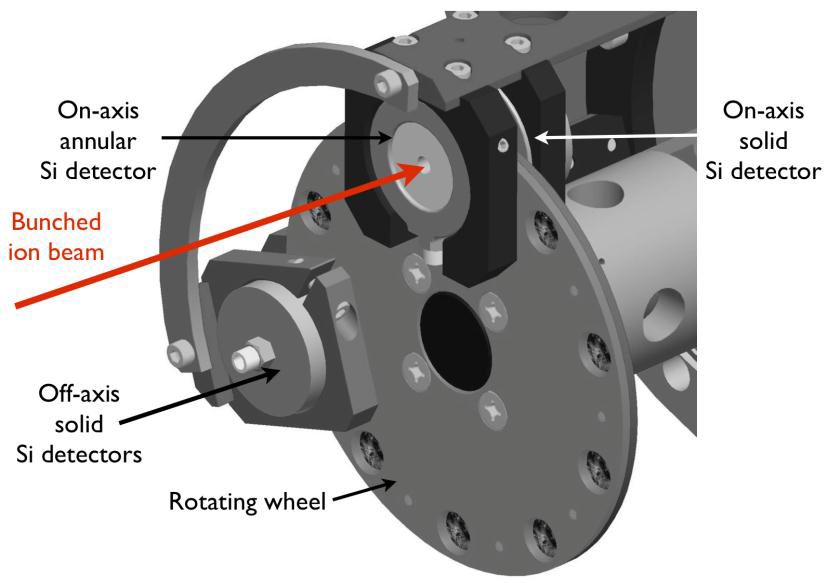 On-axis
annular
Si detector
On-axis
solid
Si detector
Bunched
ion beam
Off-axis
solid
Si detectors
Rotating wheel